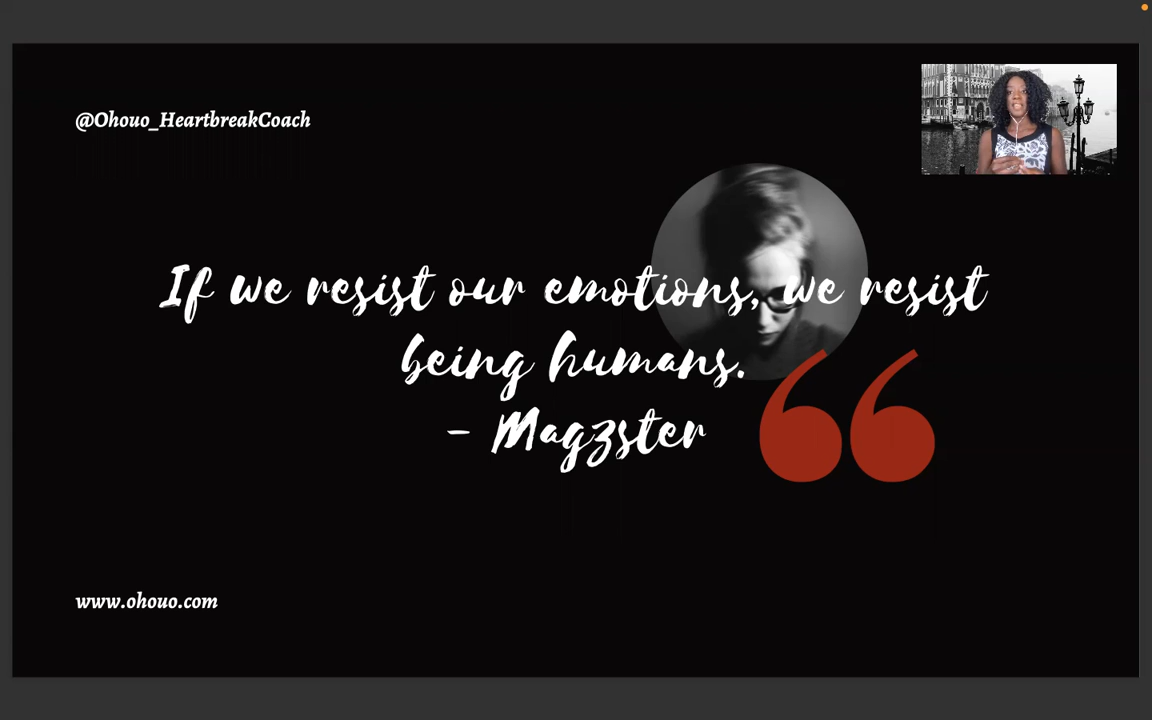 @Ohouo_HeartbreakCoach
If we resist our emotions, we resist
being humans.
- Magzster
www.ohouo.com